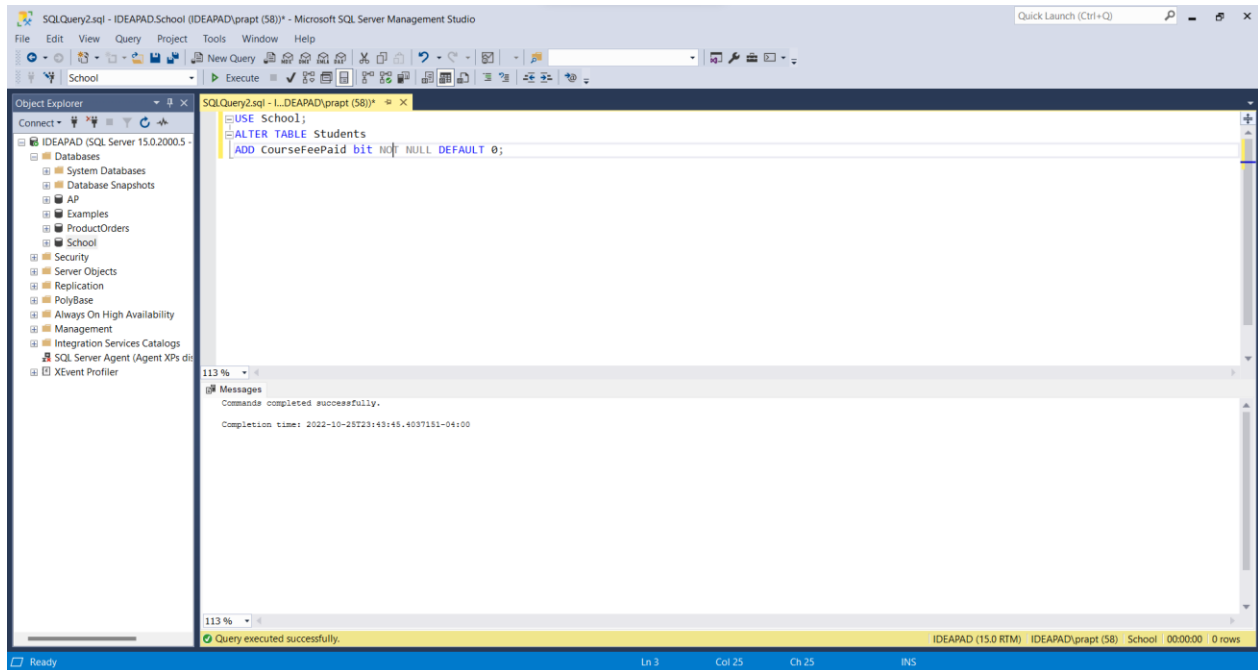 SQLQuery2.sql - IDEAPAD.School (IDEAPAD\prapt (58))* - Microsoft SQL Server Management Studio
Quick Launch (Ctrl+Q)
File Edit View Query Project Tools Window Help
New Query
School
Execute
Object Explorer
SQLQuery2.sql - I...DEAPAD\prapt (58))*
Connect
IDEAPAD (SQL Server 15.0.2000.5 -
Databases
System Databases
Database Snapshots
AP
Examples
ProductOrders
School
Security
Server Objects
Replication
PolyBase
Always On High Availability
Management
Integration Services Catalogs
SQL Server Agent (Agent XPs dis
XEvent Profiler
USE School;
ALTER TABLE Students
ADD CourseFeePaid bit NOT NULL DEFAULT 0;
113 %
Messages
Commands completed successfully.
Completion time: 2022-10-25T23:43:45.4037151-04:00
113 %
Query executed successfully.
IDEAPAD (15.0 RTM) IDEAPAD\prapt (58) School 00:00:00 0 rows
Ready Ln 3 Col 25 Ch 25 INS